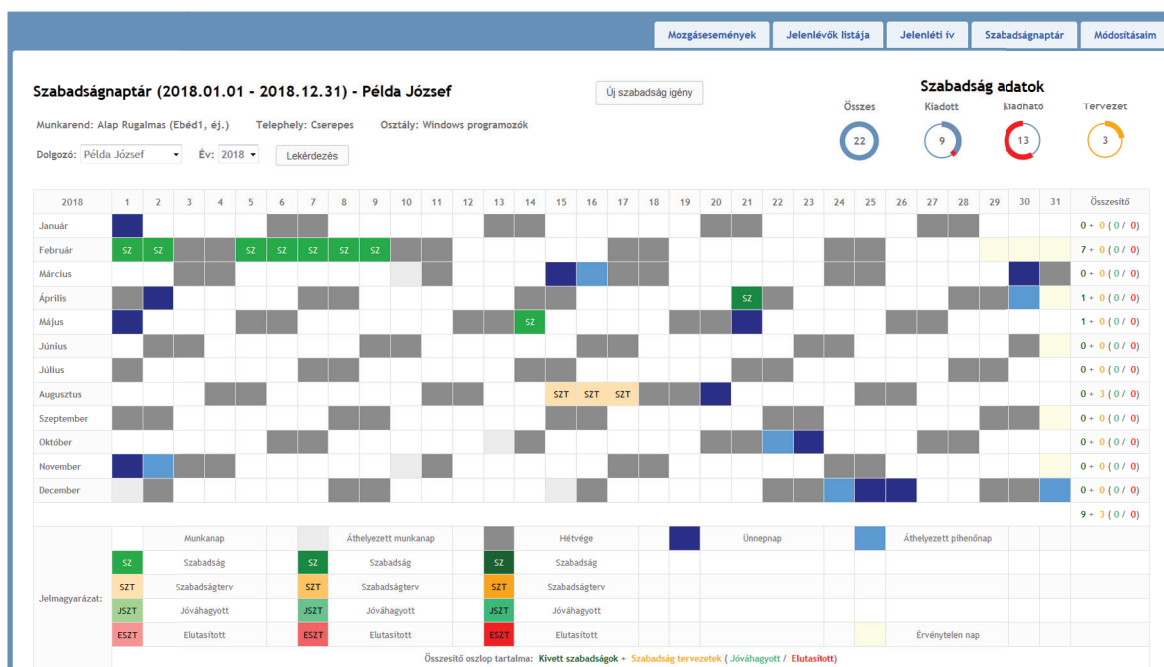 Mozgásesemények Jelenlévők listája Jelenléti ív Szabadságnaptár Módosításaim
Szabadságnaptár (2018.01.01 - 2018.12.31) - Példa József Új szabadság igény Szabadság adatok
Összes Kiadott Kiadható Tervezet
Munkarend: Alap Rugalmas (Ebéd1, éj.) Telephely: Cserepes Osztály: Windows programozók
22 9 13 3
Dolgozó: Példa József Év: 2018 Lekérdezés
2018 1 2 3 4 5 6 7 8 9 10 11 12 13 14 15 16 17 18 19 20 21 22 23 24 25 26 27 28 29 30 31 Összesítő
Január 0 + 0 ( 0 / 0)
Február SZ SZ SZ SZ SZ SZ SZ 7 + 0 ( 0 / 0)
Március 0 + 0 ( 0 / 0)
Április SZ 1 + 0 ( 0 / 0)
Május SZ 1 + 0 ( 0 / 0)
Június 0 + 0 ( 0 / 0)
Július 0 + 0 ( 0 / 0)
Augusztus SZT SZT SZT 0 + 3 ( 0 / 0)
Szeptember 0 + 0 ( 0 / 0)
Október 0 + 0 ( 0 / 0)
November 0 + 0 ( 0 / 0)
December 0 + 0 ( 0 / 0)
9 + 3 ( 0 / 0)
Munkanap Áthelyezett munkanap Hétvége Ünnepnap Áthelyezett pihenőnap
SZ Szabadság SZ Szabadság SZ Szabadság
Jelmagyarázat: SZT Szabadságterv SZT Szabadságterv SZT Szabadságterv
JSZT Jóváhagyott JSZT Jóváhagyott JSZT Jóváhagyott
ESZT Elutasított ESZT Elutasított ESZT Elutasított Érvénytelen nap
Összesítő oszlop tartalma: Kivett szabadságok + Szabadság tervezetek ( Jóváhagyott / Elutasított)